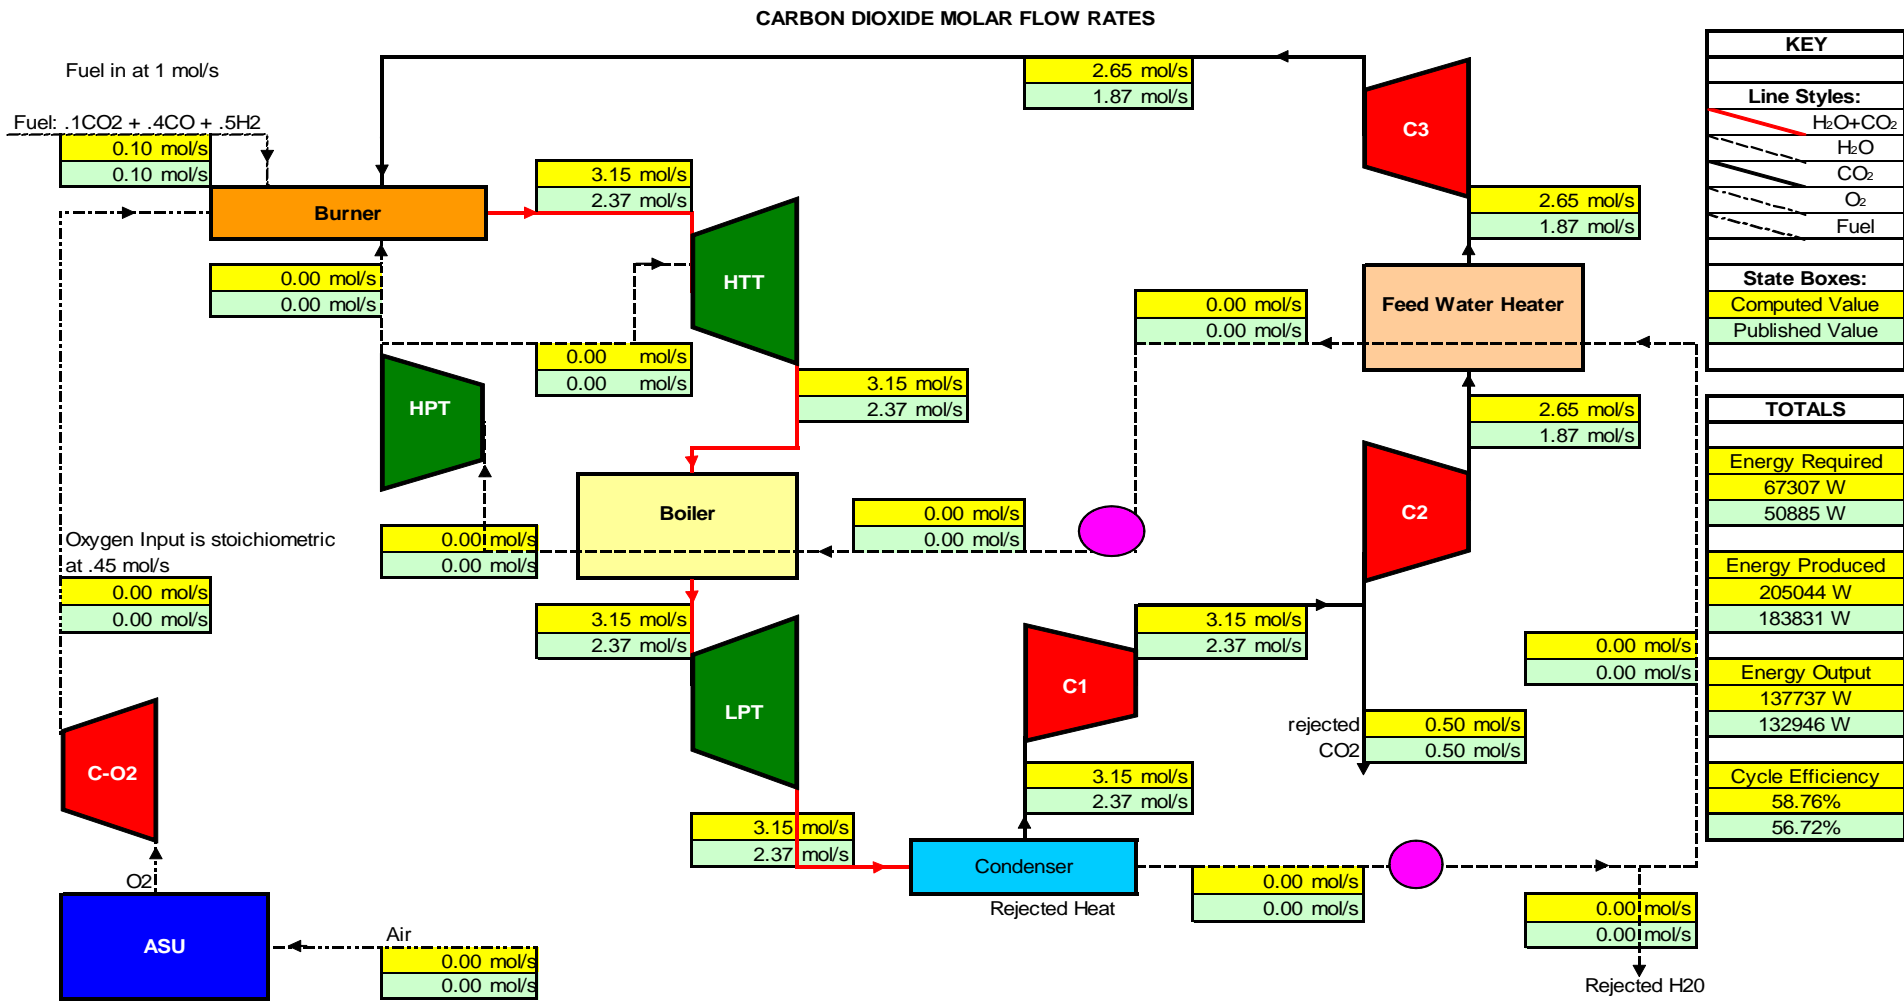 CARBON DIOXIDE MOLAR FLOW RATES
Fuel in at 1 mol/s
Fuel: .1CO2 + .4CO + .5H2
0.10 mol/s
0.10 mol/s
Burner
0.00 mol/s
0.00 mol/s
3.15 mol/s
2.37 mol/s
HTT
0.00 mol/s
0.00 mol/s
HPT
3.15 mol/s
2.37 mol/s
2.65 mol/s
1.87 mol/s
C3
2.65 mol/s
1.87 mol/s
Feed Water Heater
0.00 mol/s
0.00 mol/s
2.65 mol/s
1.87 mol/s
C2
Boiler
0.00 mol/s
0.00 mol/s
0.00 mol/s
0.00 mol/s
Oxygen Input is stoichiometric
at .45 mol/s
0.00 mol/s
0.00 mol/s
3.15 mol/s
2.37 mol/s
LPT
C1
3.15 mol/s
2.37 mol/s
0.00 mol/s
0.00 mol/s
rejected
CO2
0.50 mol/s
0.50 mol/s
C-O2
3.15 mol/s
2.37 mol/s
3.15 mol/s
2.37 mol/s
Condenser
Rejected Heat
0.00 mol/s
0.00 mol/s
0.00 mol/s
0.00 mol/s
Rejected H20
O2
ASU
Air
0.00 mol/s
0.00 mol/s
KEY
Line Styles:
H2O+CO2
H2O
CO2
O2
Fuel
State Boxes:
Computed Value
Published Value
TOTALS
Energy Required
67307 W
50885 W
Energy Produced
205044 W
183831 W
Energy Output
137737 W
132946 W
Cycle Efficiency
58.76%
56.72%